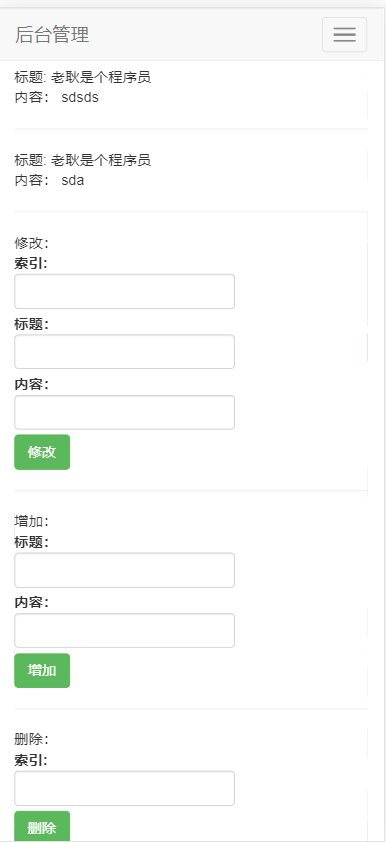 后台管理
标题: 老耿是个程序员
内容： sdsds
标题: 老耿是个程序员
内容： sda
修改：
索引:
标题：
内容：
修改
增加：
标题：
内容：
增加
删除：
索引:
删除